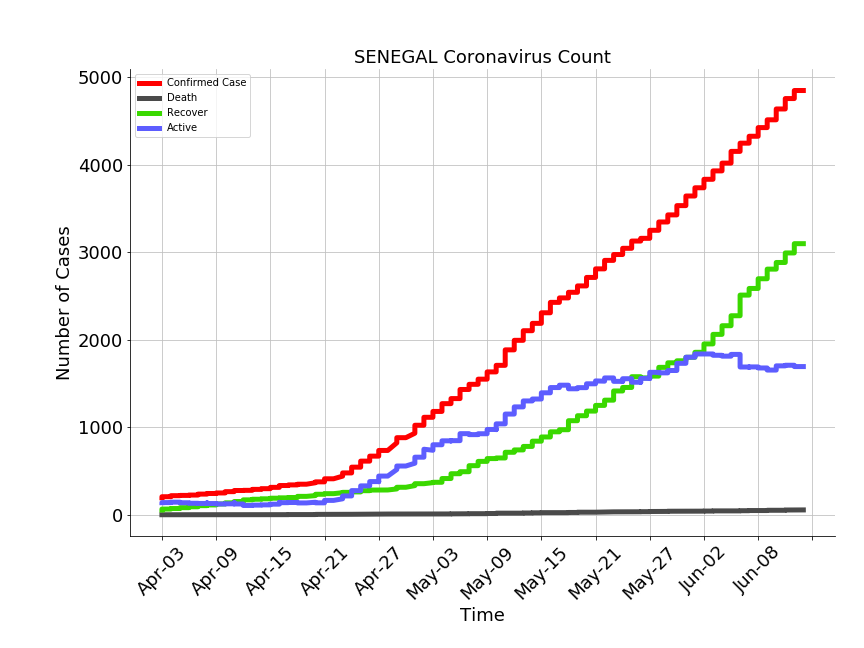 SENEGAL Coronavirus Count
Confirmed Case
Death
Recover
Active
Number of Cases
5000
4000
3000
2000
1000
0
Apr-03
Apr-09
Apr-15
Apr-21
Apr-27
May-03
May-09
May-15
May-21
May-27
Jun-02
Jun-08
Time